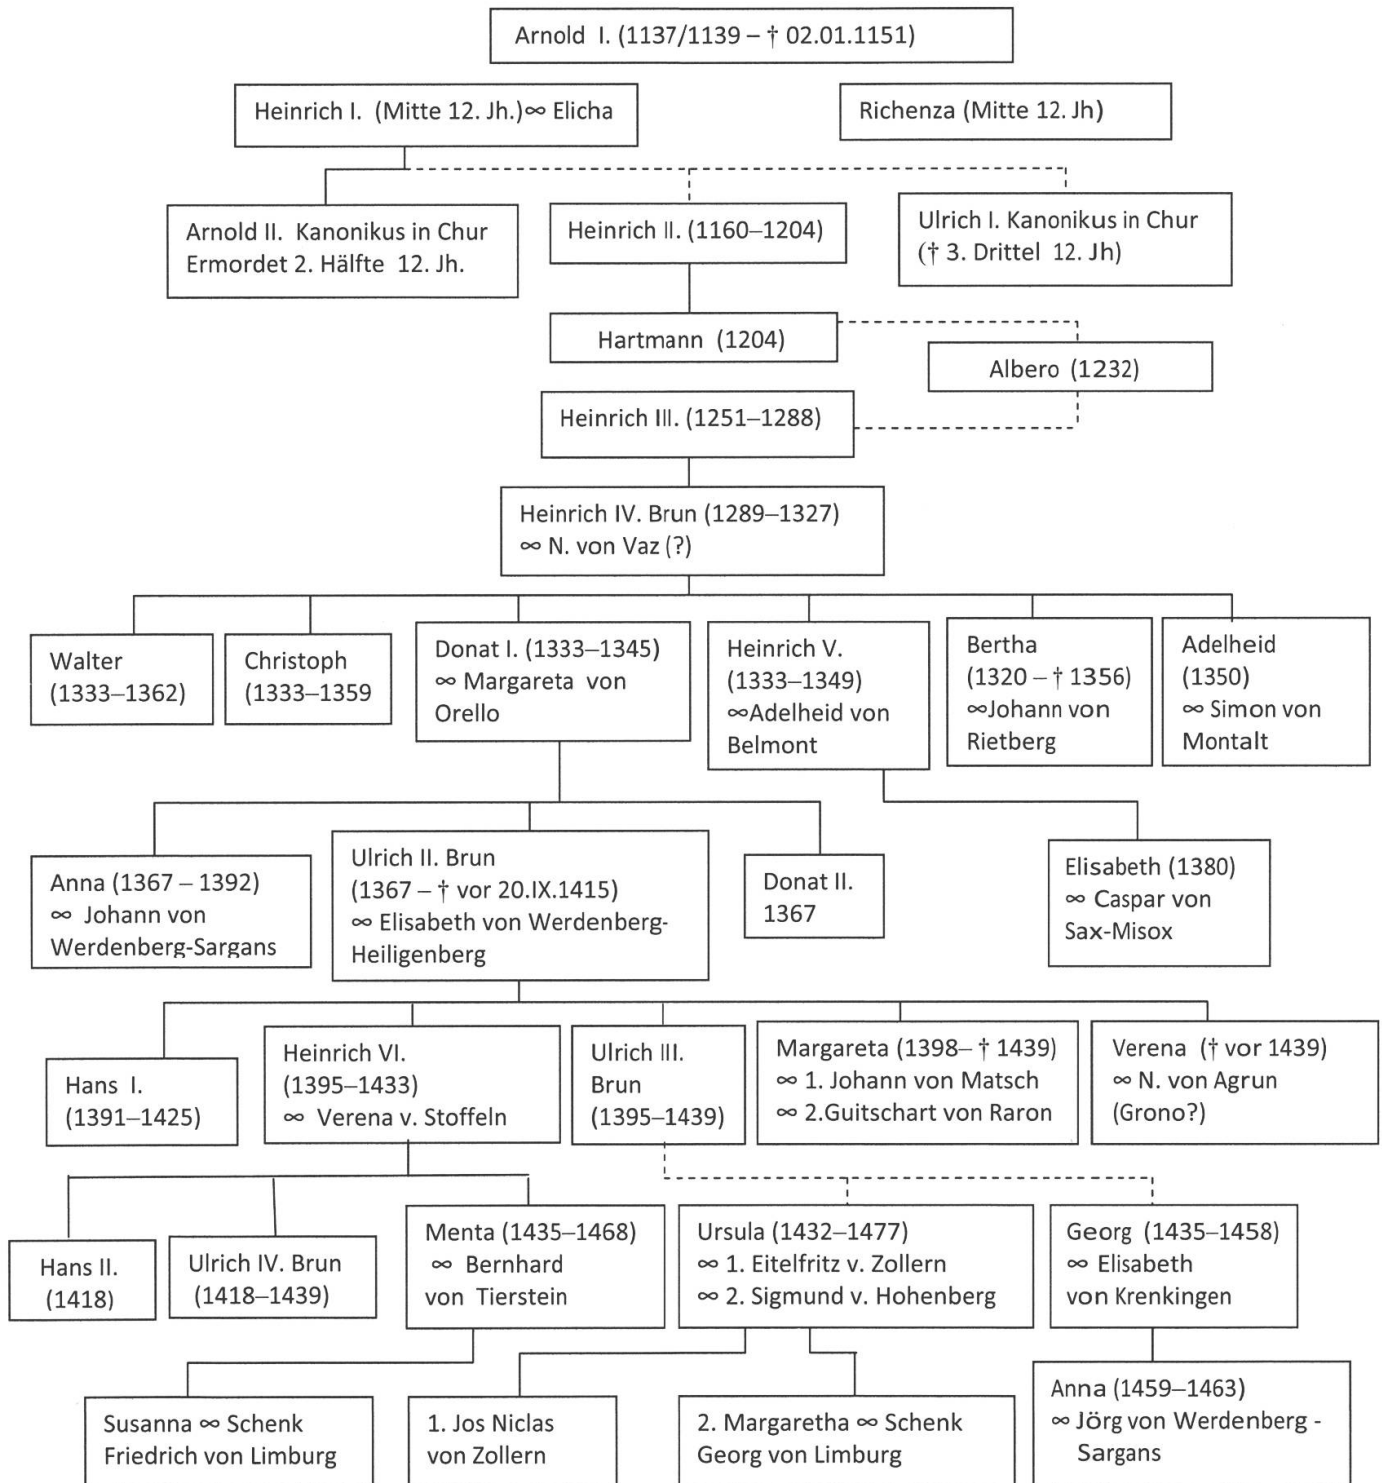 Arnold I. (1137/1139 – † 02.01.1151)
Heinrich I. (Mitte 12. Jh.)∞ Elicha
Richenza (Mitte 12. Jh)
Arnold II. Kanonikus in Chur
Ermordet 2. Hälfte 12. Jh.
Heinrich II. (1160–1204)
Ulrich I. Kanonikus in Chur
(† 3. Drittel 12. Jh)
Hartmann (1204)
Albero (1232)
Heinrich III. (1251–1288)
Heinrich IV. Brun (1289–1327)
∞ N. von Vaz (?)
Walter
(1333–1362)
Christoph
(1333–1359
Donat I. (1333–1345)
∞ Margareta von
Orello
Heinrich V.
(1333–1349)
∞Adelheid von
Belmont
Bertha
(1320 – † 1356)
∞Johann von
Rietberg
Adelheid
(1350)
∞ Simon von
Montalt
Anna (1367 – 1392)
∞ Johann von
Werdenberg-Sargans
Ulrich II. Brun
(1367 – † vor 20.IX.1415)
∞ Elisabeth von Werdenberg-
Heiligenberg
Donat II.
1367
Elisabeth (1380)
∞ Caspar von
Sax-Misox
Hans I.
(1391–1425)
Heinrich VI.
(1395–1433)
∞ Verena v. Stoffeln
Ulrich III.
Brun
(1395–1439)
Margareta (1398– † 1439)
∞ 1. Johann von Matsch
∞ 2.Guitschart von Raron
Verena († vor 1439)
∞ N. von Agrun
(Grono?)
Hans II.
(1418)
Ulrich IV. Brun
(1418–1439)
Menta (1435–1468)
∞ Bernhard
von Tierstein
Ursula (1432–1477)
∞ 1. Eitelfritz v. Zollern
∞ 2. Sigmund v. Hohenberg
Georg (1435–1458)
∞ Elisabeth
von Krenkingen
Susanna ∞ Schenk
Friedrich von Limburg
1. Jos Niclas
von Zollern
2. Margaretha ∞ Schenk
Georg von Limburg
Anna (1459–1463)
∞ Jörg von Werdenberg -
Sargans